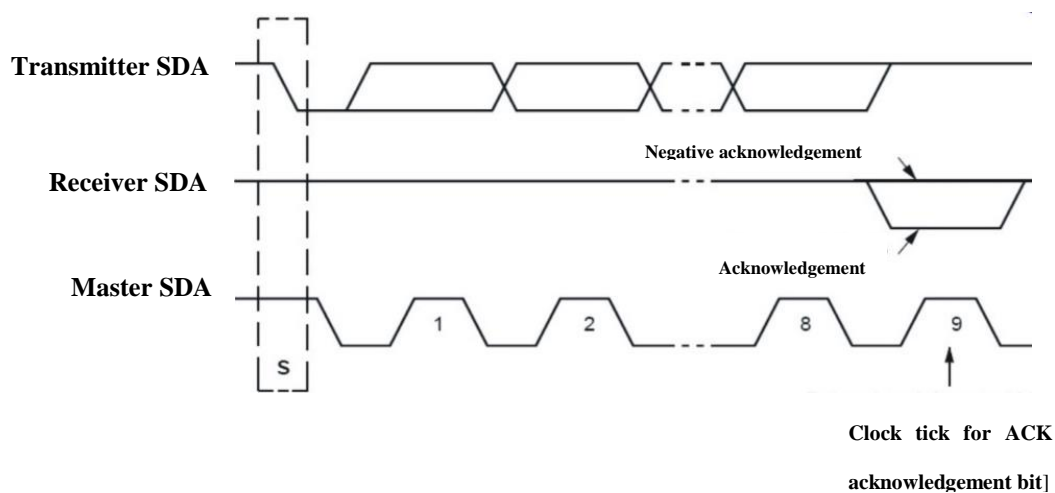 Transmitter SDA
Negative acknowledgement
Receiver SDA
Acknowledgement
Master SDA
1 2 8 9
S
Clock tick for ACK
acknowledgement bit]